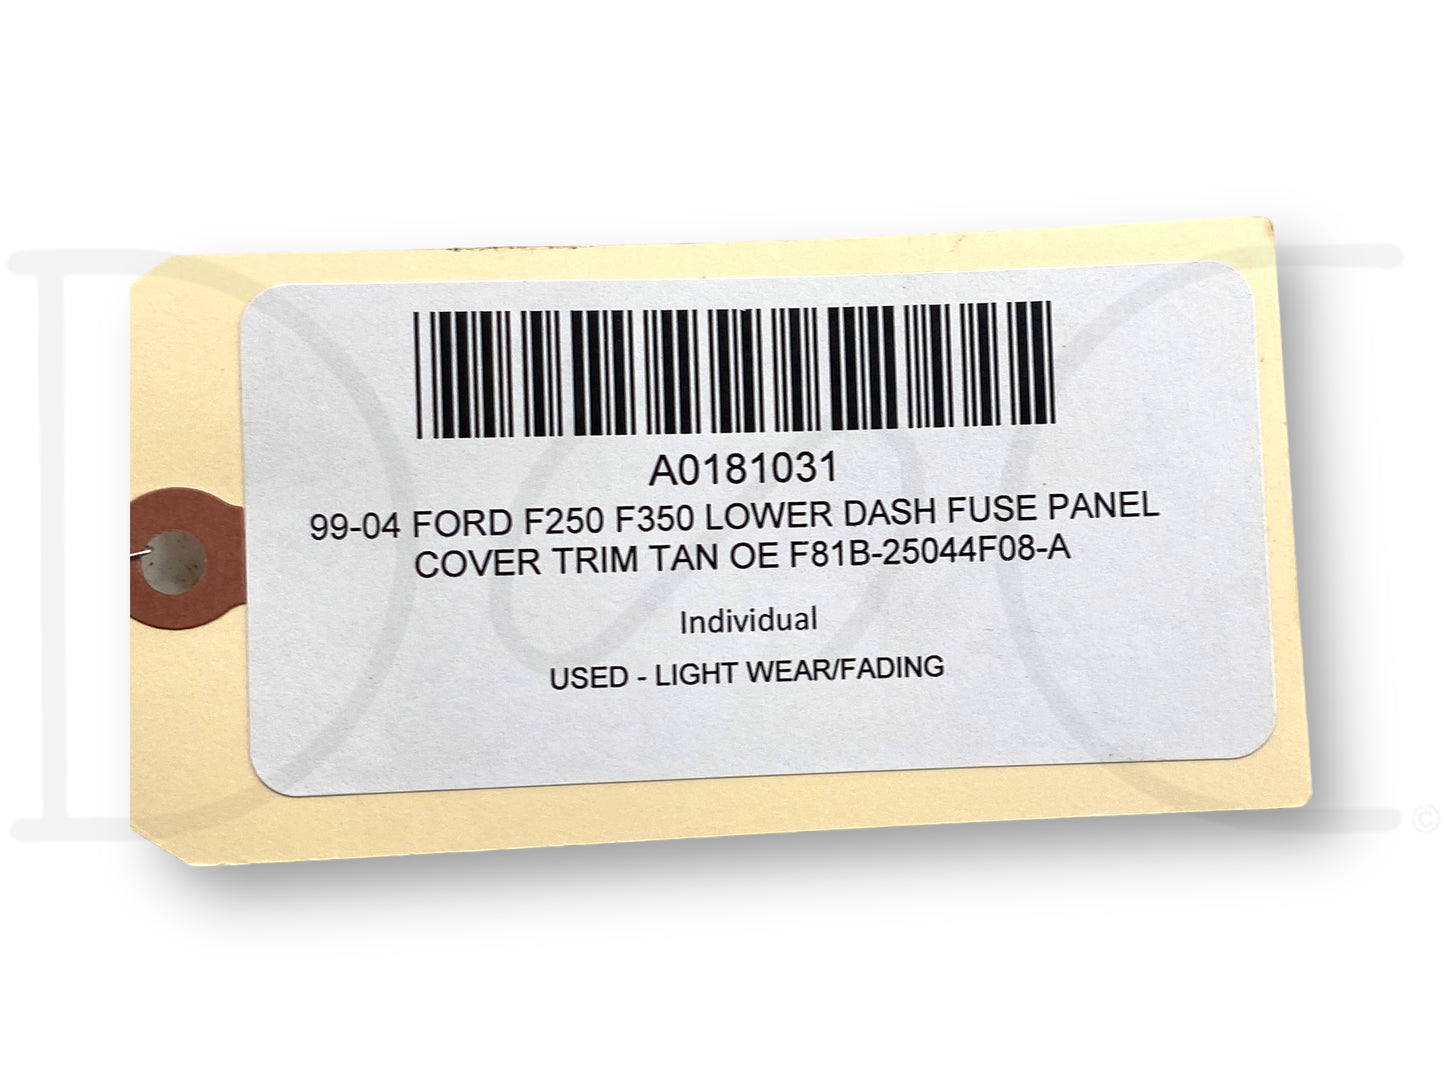 A0181031
99-04 FORD F250 F350 LOWER DASH FUSE PANEL
COVER TRIM TAN OE F81B-25044F08-A
Individual
USED - LIGHT WEAR/FADING
©